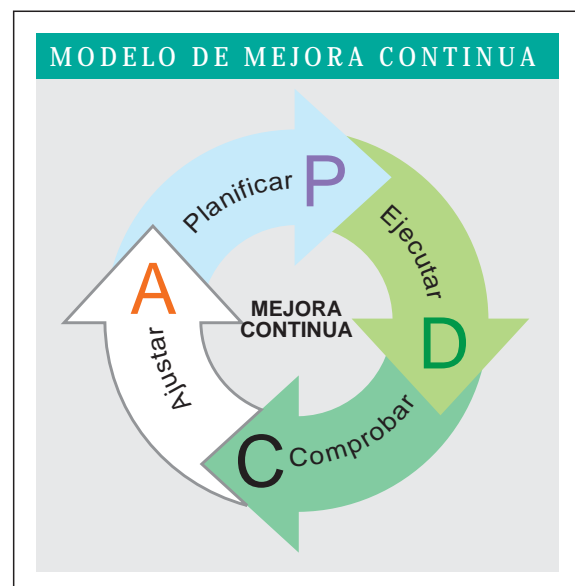 MODELO DE MEJORA CONTINUA
P
Planificar
Ejecutar
D
C
Comprobar
A
Ajustar
MEJORA
CONTINUA